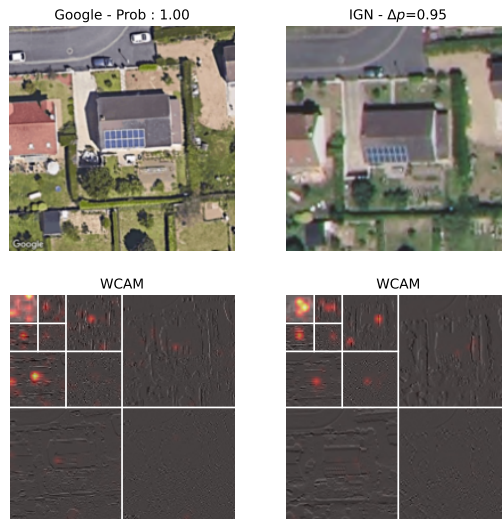 Google - Prob : 1.00
IGN - Δp=0.95
Google
WCAM
WCAM